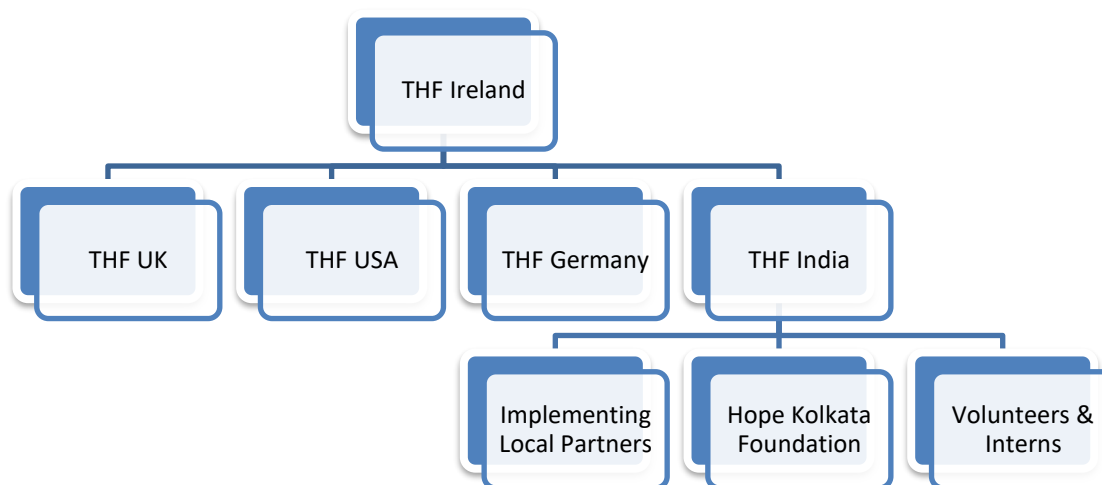 THF Ireland
THF UK
THF USA
THF Germany
THF India
Implementing
Local Partners
Hope Kolkata
Foundation
Volunteers &
Interns